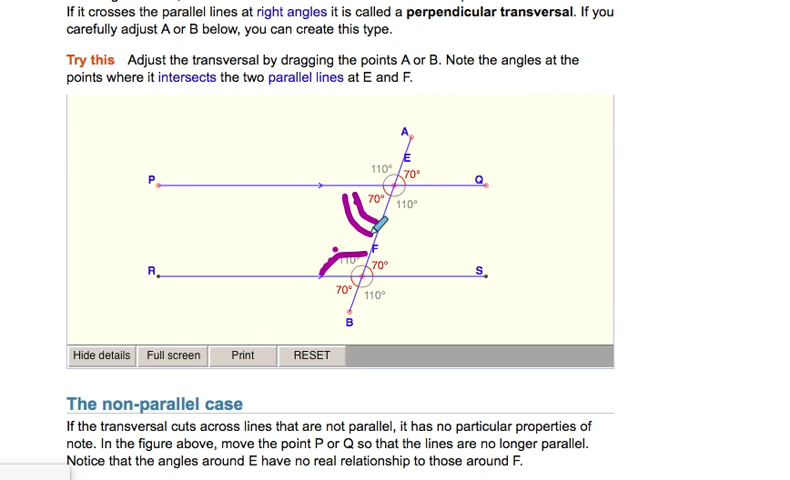 If it crosses the parallel lines at right angles it is called a perpendicular transversal. If you
carefully adjust A or B below, you can create this type.
Try this Adjust the transversal by dragging the points A or B. Note the angles at the
points where it intersects the two parallel lines at E and F.
A
E
110° 70°
P
Q
70° 110°
F
110° 70°
R
S
70° 110°
B
Hide details Full screen Print RESET
The non-parallel case
If the transversal cuts across lines that are not parallel, it has no particular properties of
note. In the figure above, move the point P or Q so that the lines are no longer parallel.
Notice that the angles around E have no real relationship to those around F.